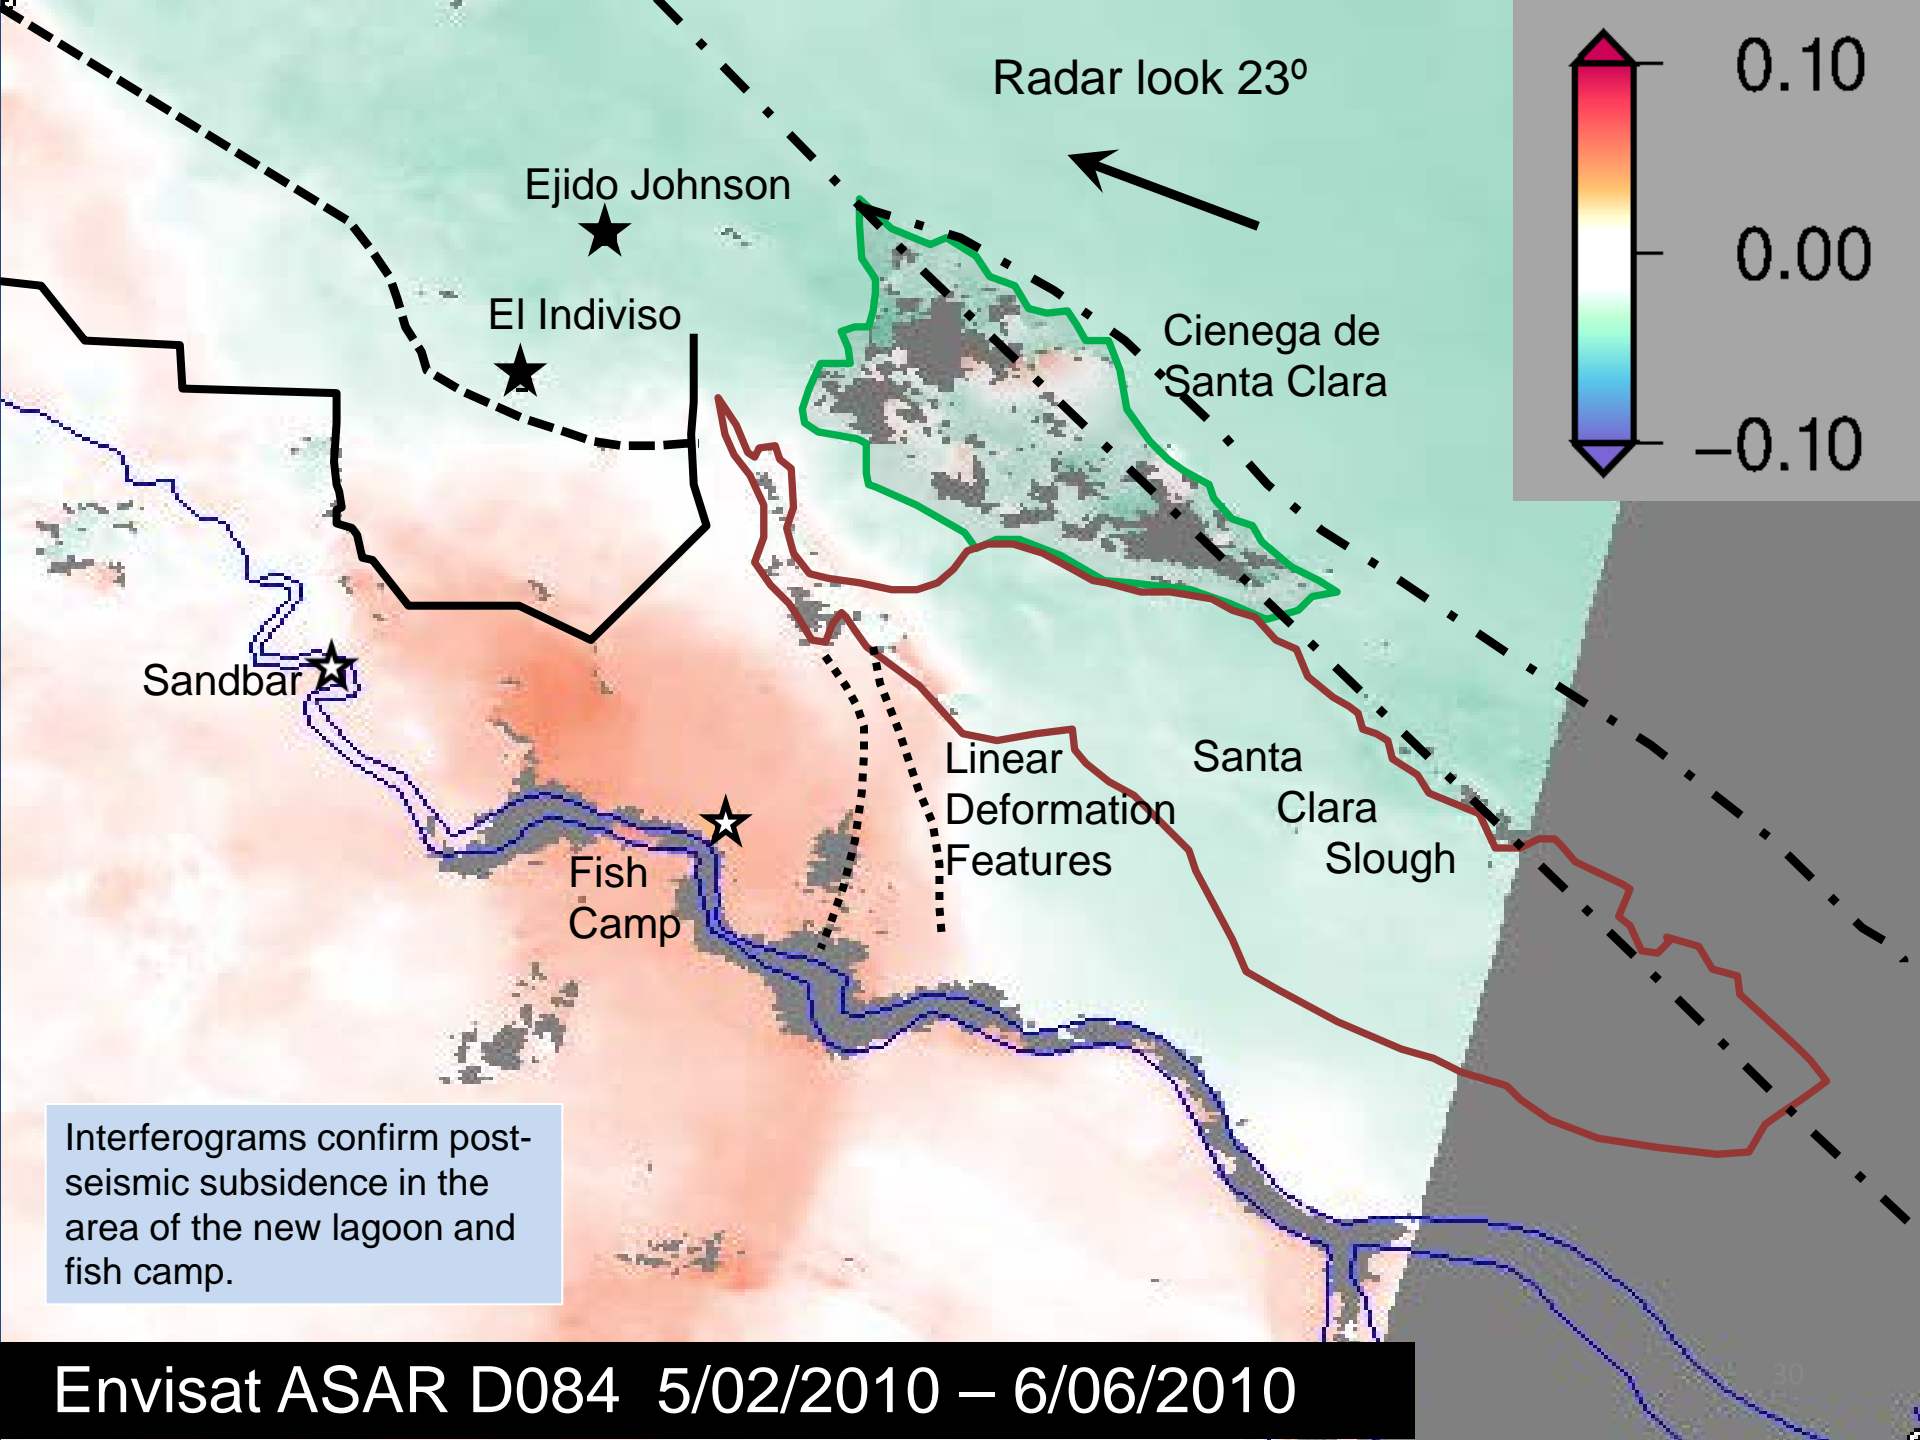 Radar look 23º
0.10
0.00
−0.10
Ejido Johnson
El Indiviso
Cienega de
Santa Clara
Sandbar
Linear
Deformation
Features
Santa
Clara
Slough
Fish
Camp
Interferograms confirm post-
seismic subsidence in the
area of the new lagoon and
fish camp.
Envisat ASAR D084 5/02/2010 – 6/06/2010
30